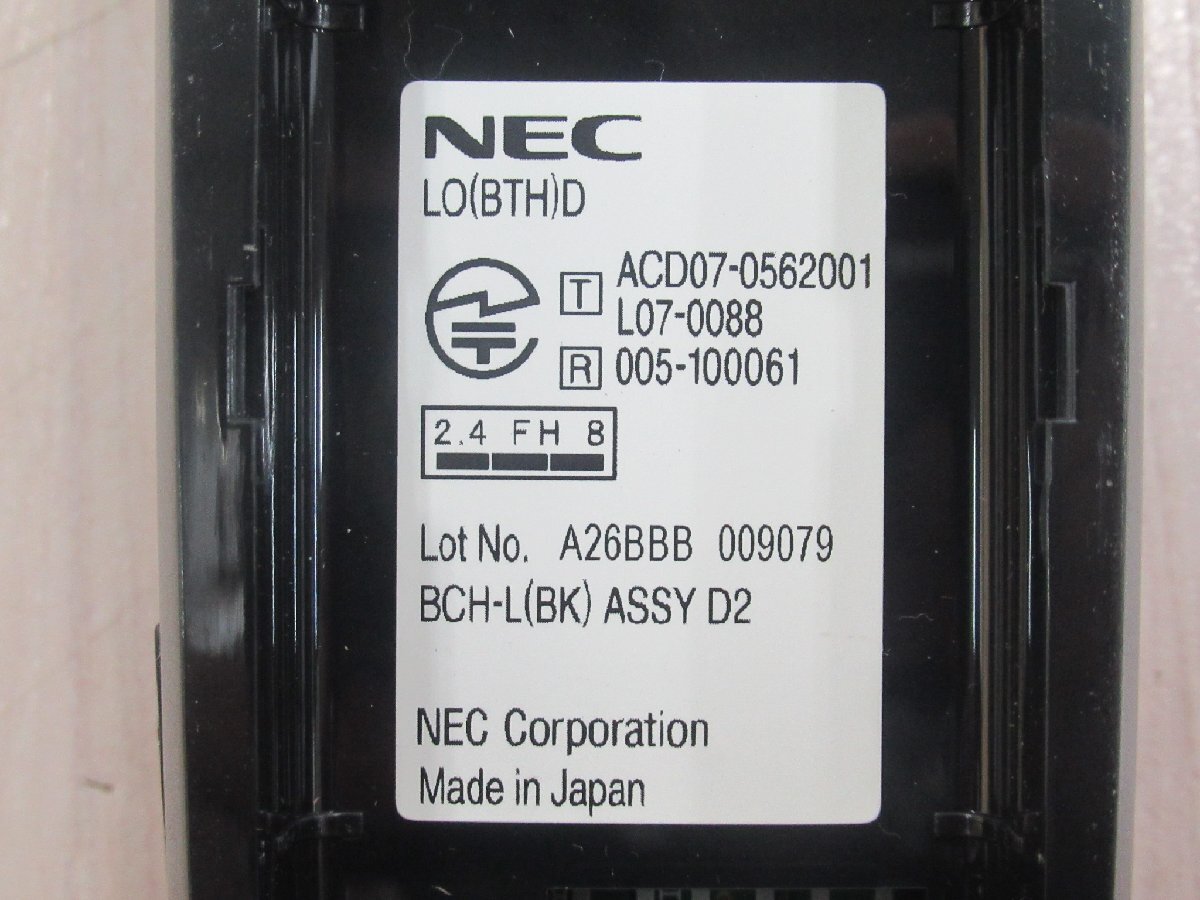 NEC
LO(BTH)D
T ACD07-0562001
L07-0088
R 005-100061
2.4 FH 8
Lot No. A26BBB 009079
BCH-L(BK) ASSY D2
NEC Corporation
Made in Japan